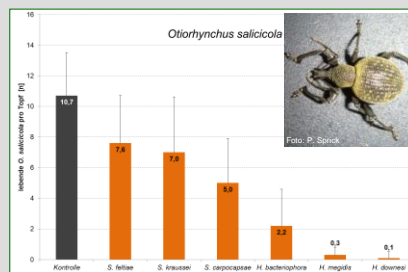 Otiorhynchus salicicola
Foto: P. Sprick
lebende O. salicicola pro Topf [n]
16
14
12
10
8
6
4
2
0
10,7
7,6
7,0
5,0
2,2
0,3
0,1
Kontrolle
S. feltiae
S. kraussei
S. carpocapsae
H. bacteriophora
H. megidis
H. downesi